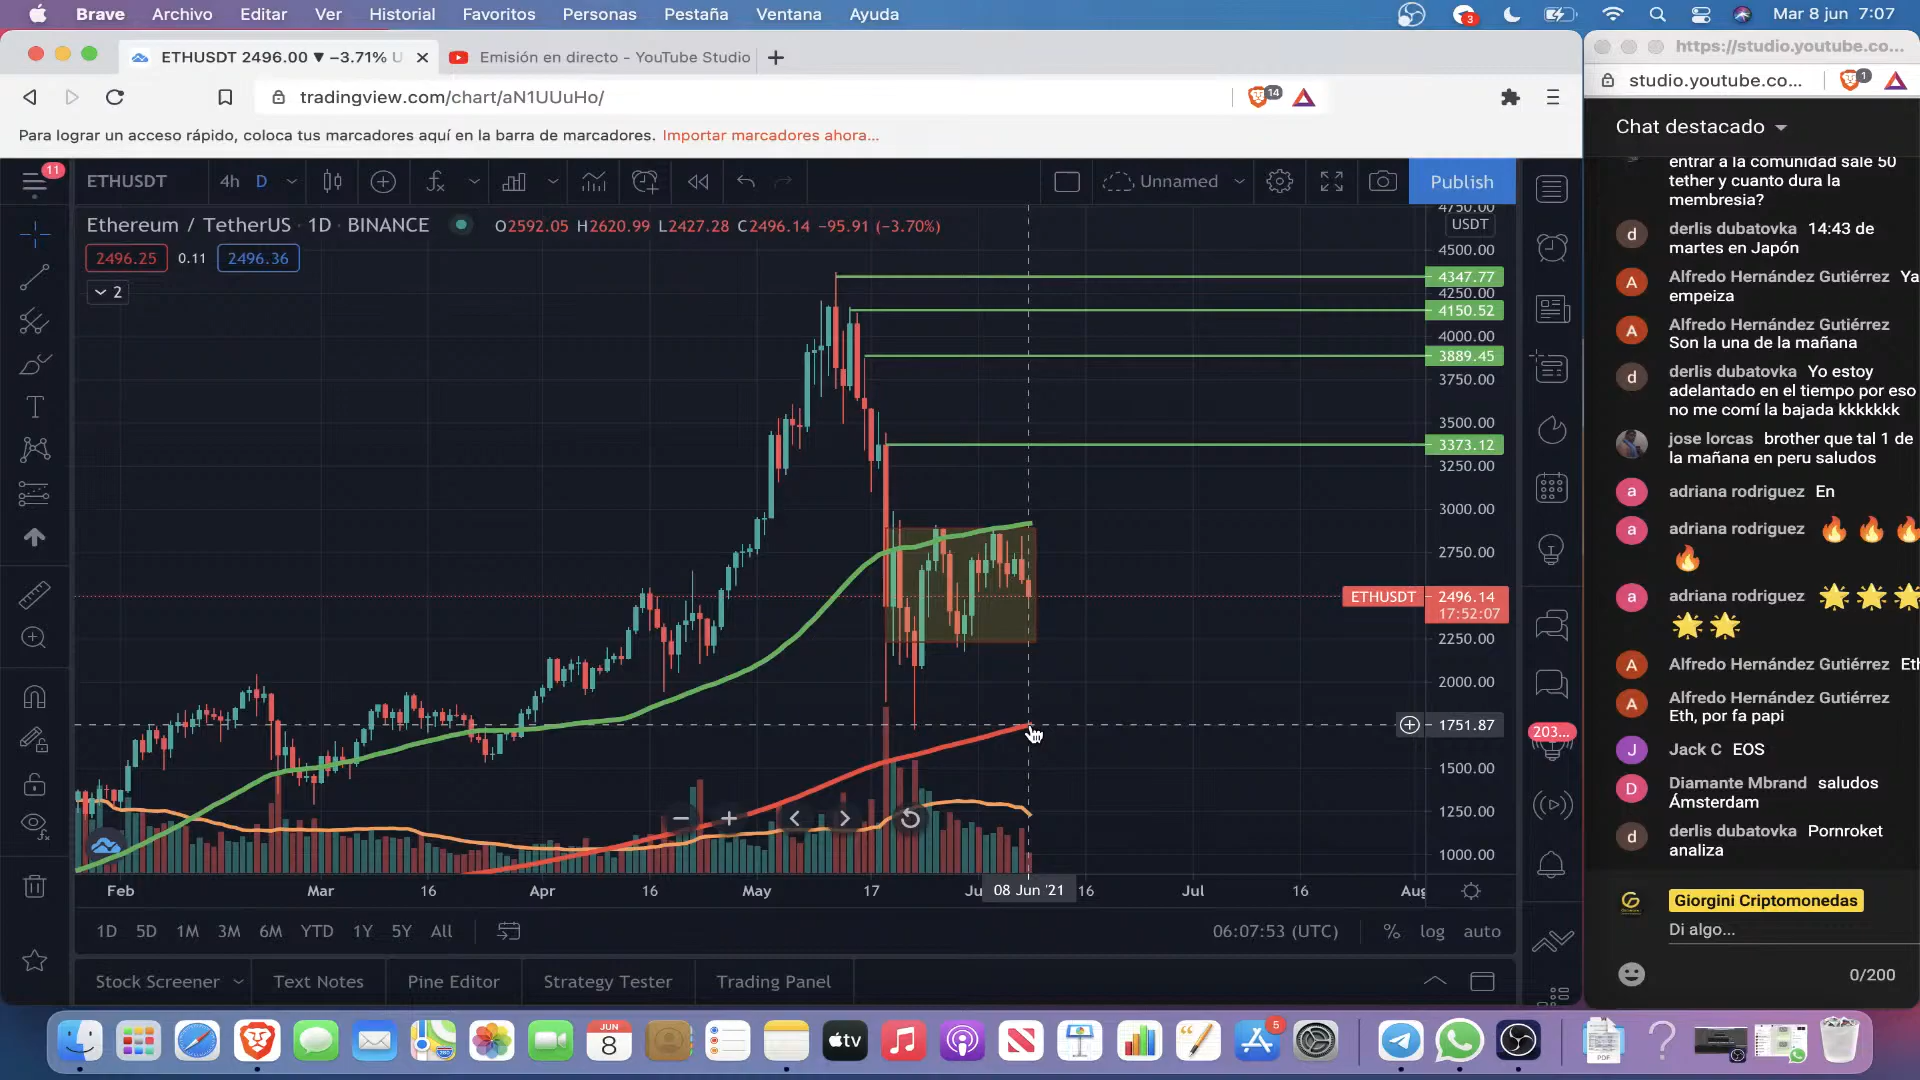 Brave Archivo Editar Ver Historial Favoritos Personas Pestaña Ventana Ayuda
3
Mar 8 jun 7:07
ETHUSDT 2496.00 ▼ −3.71% U
Emisión en directo - YouTube Studio
tradingview.com/chart/aN1UUuHo/
14
Para lograr un acceso rápido, coloca tus marcadores aquí en la barra de marcadores. Importar marcadores ahora...
11
ETHUSDT 4h D
Unnamed
Publish
Ethereum / TetherUS · 1D · BINANCE
O2592.05 H2620.99 L2427.28 C2496.14 −95.91 (−3.70%)
2496.25 0.11 2496.36
2
4750.00
USDT
4500.00
4347.77
4250.00
4150.52
4000.00
3889.45
3750.00
3500.00
3373.12
3250.00
3000.00
2750.00
ETHUSDT 2496.14
17:52:07
2250.00
2000.00
1751.87
1500.00
1250.00
1000.00
203...
Feb Mar 16 Apr 16 May 17 Ju 08 Jun '21 16 Jul 16 Aug
1D 5D 1M 3M 6M YTD 1Y 5Y All
06:07:53 (UTC) % log auto
Stock Screener Text Notes Pine Editor Strategy Tester Trading Panel
https://studio.youtube.co...
studio.youtube.co...
1
Chat destacado
entrar a la comunidad sale 50
tether y cuanto dura la
membresia?
d derlis dubatovka 14:43 de
martes en Japón
A Alfredo Hernández Gutiérrez Ya
empeiza
A Alfredo Hernández Gutiérrez
Son la una de la mañana
d derlis dubatovka Yo estoy
adelantado en el tiempo por eso
no me comí la bajada kkkkkkk
jose lorcas brother que tal 1 de
la mañana en peru saludos
a adriana rodriguez En
a adriana rodriguez 🔥 🔥 🔥
🔥
a adriana rodriguez 🌟 🌟 🌟
🌟 🌟
A Alfredo Hernández Gutiérrez Eth
A Alfredo Hernández Gutiérrez
Eth, por fa papi
J Jack C EOS
D Diamante Mbrand saludos
Ámsterdam
d derlis dubatovka Pornroket
analiza
Giorgini Criptomonedas
Di algo...
0/200
JUN
8
tv
5
PDF